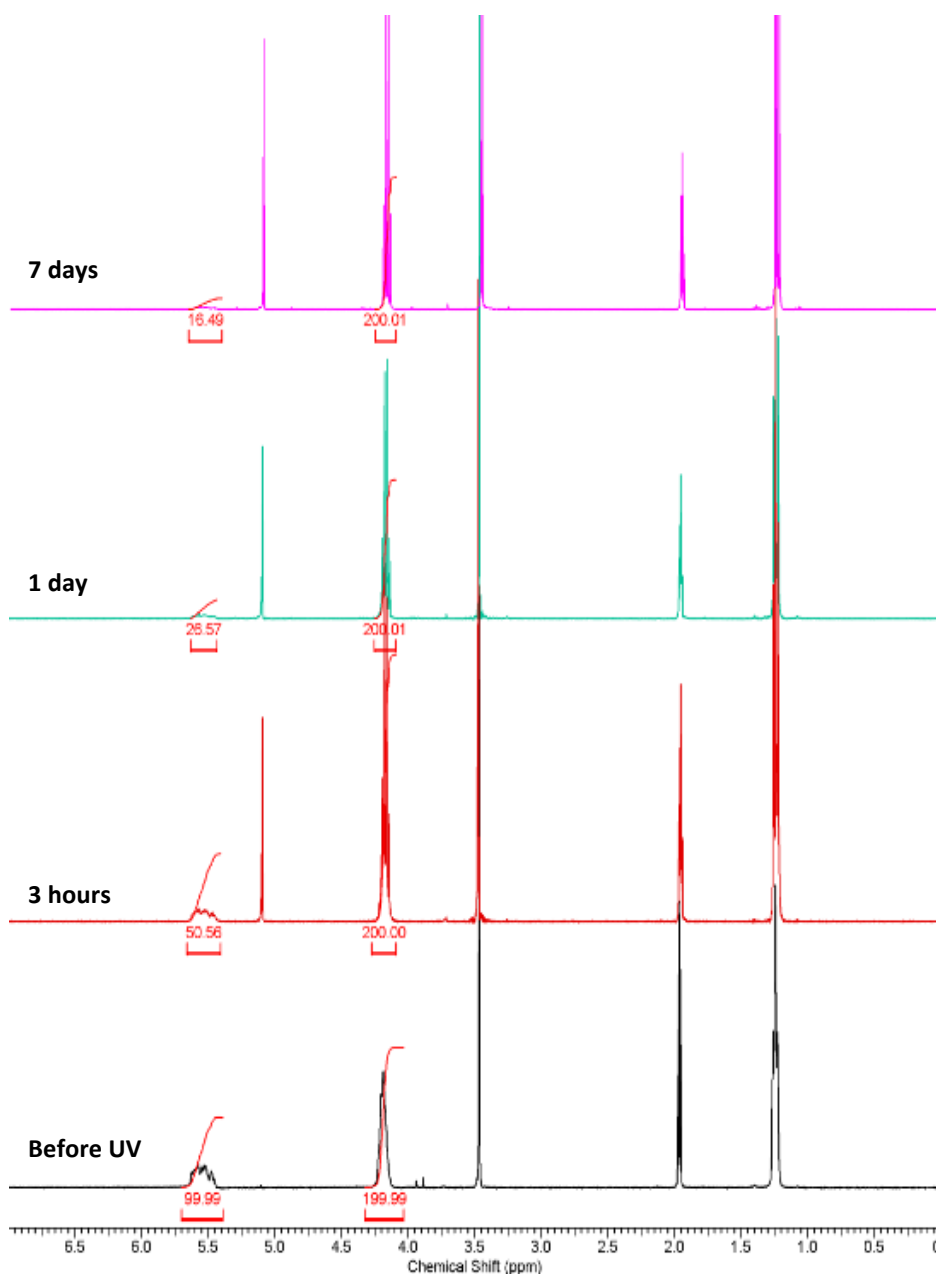 7 days
16.49 200.01
1 day
26.57 200.01
3 hours
50.56 200.00
Before UV
99.99 199.99
6.5 6.0 5.5 5.0 4.5 4.0 3.5 3.0 2.5 2.0 1.5 1.0 0.5 0
Chemical Shift (ppm)